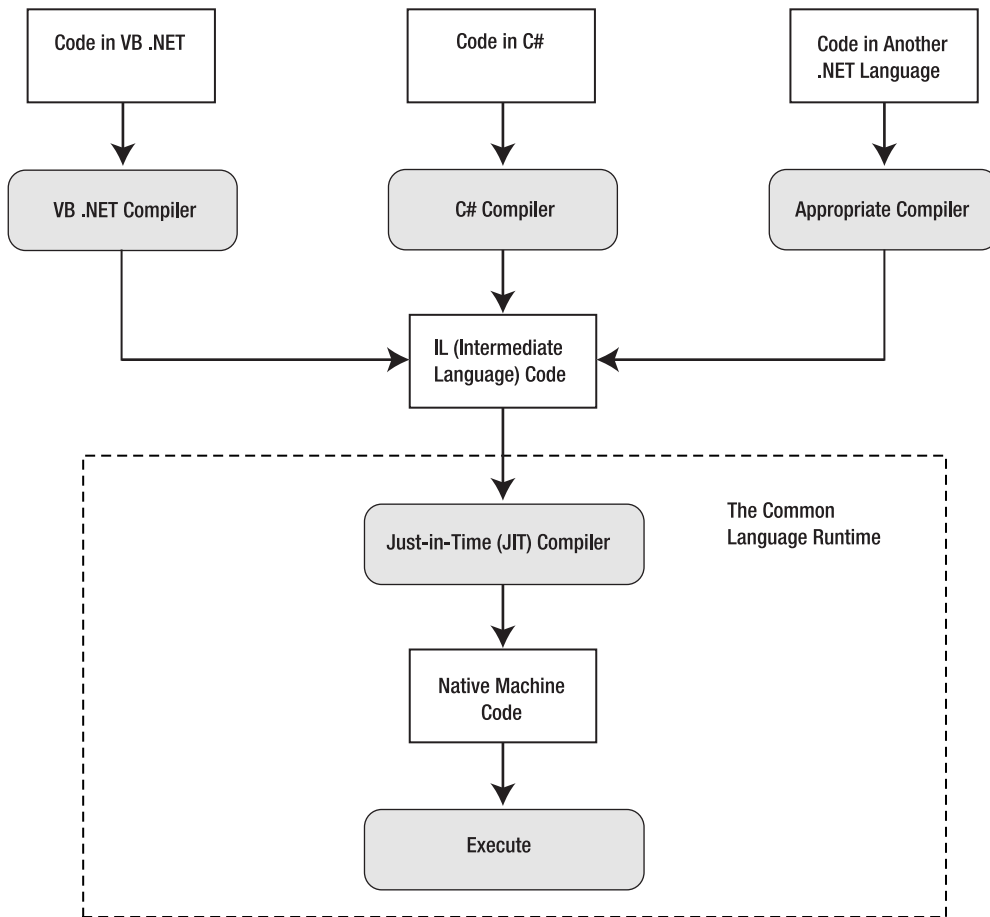 Code in VB .NET
Code in C#
Code in Another
.NET Language
VB .NET Compiler
C# Compiler
Appropriate Compiler
IL (Intermediate
Language) Code
Just-in-Time (JIT) Compiler
The Common
Language Runtime
Native Machine
Code
Execute